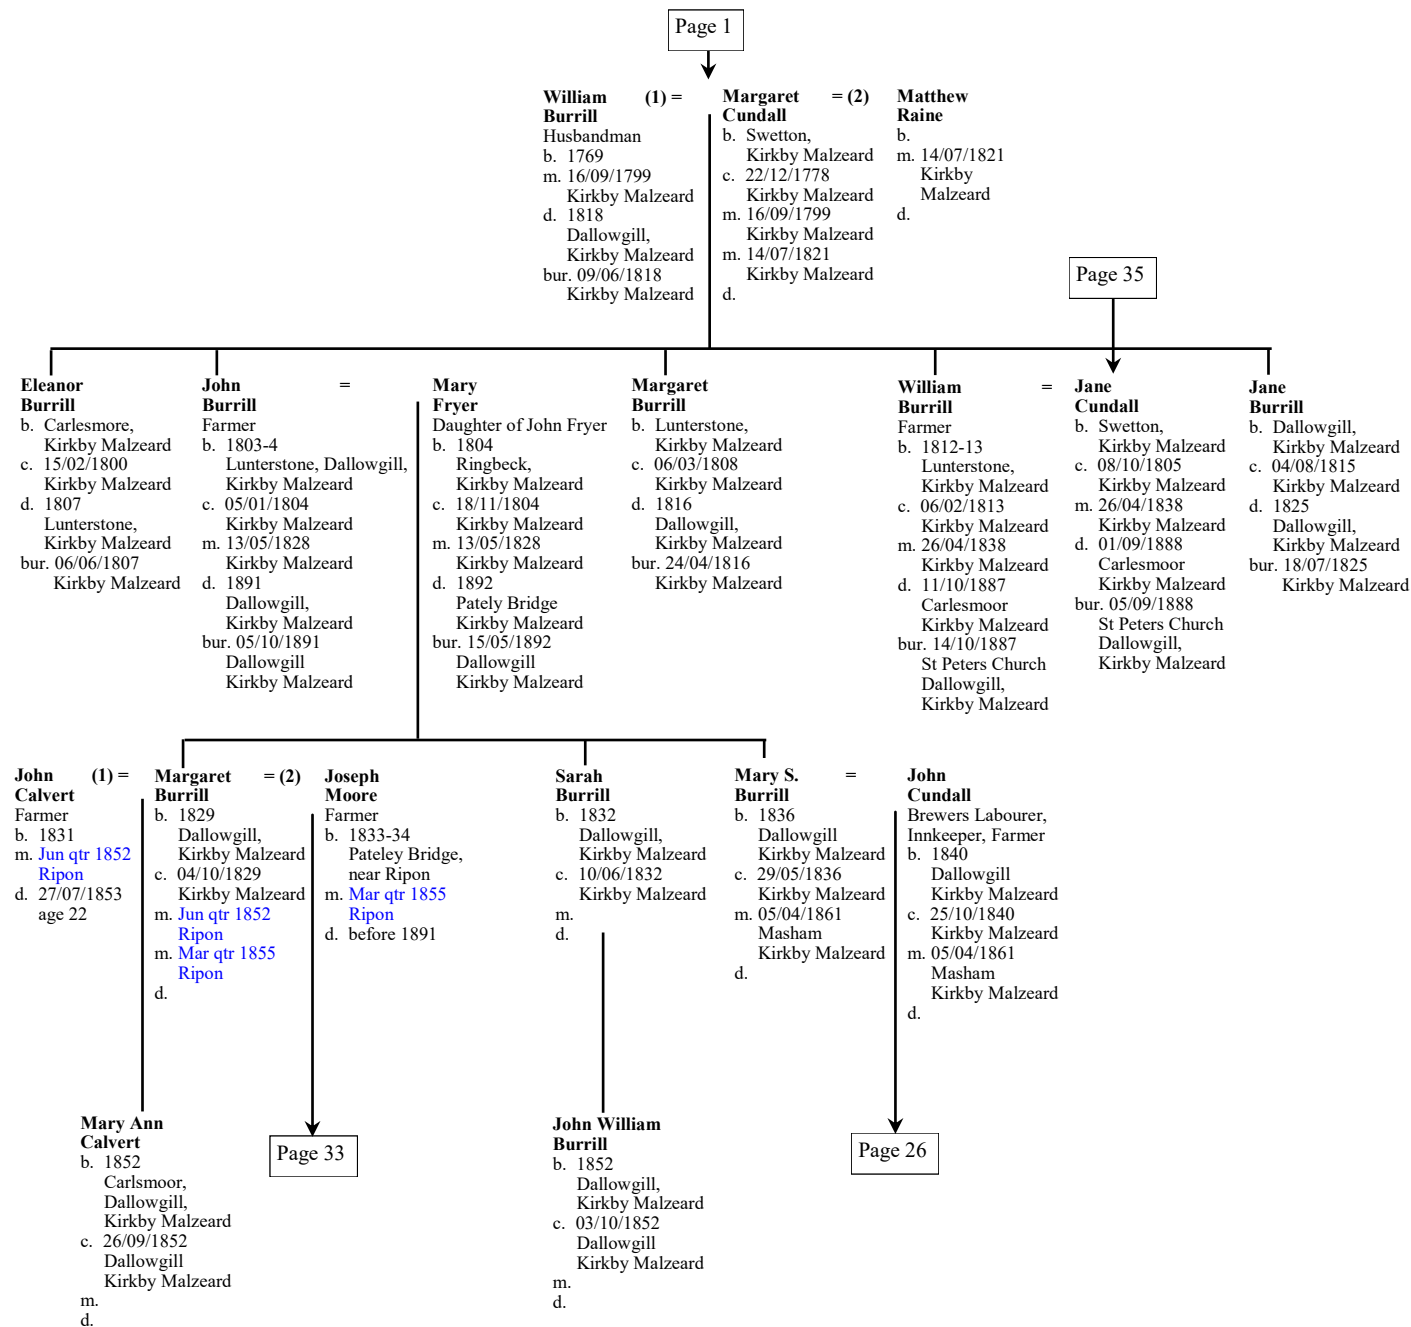 Page 1
William (1) =
Burrill
Husbandman
b. 1769
m. 16/09/1799
Kirkby Malzeard
d. 1818
Dallowgill,
Kirkby Malzeard
bur. 09/06/1818
Kirkby Malzeard
Margaret = (2)
Cundall
b. Swetton,
Kirkby Malzeard
c. 22/12/1778
Kirkby Malzeard
m. 16/09/1799
Kirkby Malzeard
m. 14/07/1821
Kirkby Malzeard
d.
Matthew
Raine
b.
m. 14/07/1821
Kirkby
Malzeard
d.
Page 35
Eleanor
Burrill
b. Carlesmore,
Kirkby Malzeard
c. 15/02/1800
Kirkby Malzeard
d. 1807
Lunterstone,
Kirkby Malzeard
bur. 06/06/1807
Kirkby Malzeard
John =
Burrill
Farmer
b. 1803-4
Lunterstone, Dallowgill,
Kirkby Malzeard
c. 05/01/1804
Kirkby Malzeard
m. 13/05/1828
Kirkby Malzeard
d. 1891
Dallowgill,
Kirkby Malzeard
bur. 05/10/1891
Dallowgill
Kirkby Malzeard
Mary
Fryer
Daughter of John Fryer
b. 1804
Ringbeck,
Kirkby Malzeard
c. 18/11/1804
Kirkby Malzeard
m. 13/05/1828
Kirkby Malzeard
d. 1892
Pately Bridge
Kirkby Malzeard
bur. 15/05/1892
Dallowgill
Kirkby Malzeard
Margaret
Burrill
b. Lunterstone,
Kirkby Malzeard
c. 06/03/1808
Kirkby Malzeard
d. 1816
Dallowgill,
Kirkby Malzeard
bur. 24/04/1816
Kirkby Malzeard
William =
Burrill
Farmer
b. 1812-13
Lunterstone,
Kirkby Malzeard
c. 06/02/1813
Kirkby Malzeard
m. 26/04/1838
Kirkby Malzeard
d. 11/10/1887
Carlesmoor
Kirkby Malzeard
bur. 14/10/1887
St Peters Church
Dallowgill,
Kirkby Malzeard
Jane
Cundall
b. Swetton,
Kirkby Malzeard
c. 08/10/1805
Kirkby Malzeard
m. 26/04/1838
Kirkby Malzeard
d. 01/09/1888
Carlesmoor
Kirkby Malzeard
bur. 05/09/1888
St Peters Church
Dallowgill,
Kirkby Malzeard
Jane
Burrill
b. Dallowgill,
Kirkby Malzeard
c. 04/08/1815
Kirkby Malzeard
d. 1825
Dallowgill,
Kirkby Malzeard
bur. 18/07/1825
Kirkby Malzeard
John (1) =
Calvert
Farmer
b. 1831
m. Jun qtr 1852
Ripon
d. 27/07/1853
age 22
Margaret = (2)
Burrill
b. 1829
Dallowgill,
Kirkby Malzeard
c. 04/10/1829
Kirkby Malzeard
m. Jun qtr 1852
Ripon
m. Mar qtr 1855
Ripon
d.
Joseph
Moore
Farmer
b. 1833-34
Pateley Bridge,
near Ripon
m. Mar qtr 1855
Ripon
d. before 1891
Sarah
Burrill
b. 1832
Dallowgill,
Kirkby Malzeard
c. 10/06/1832
Kirkby Malzeard
m.
d.
Mary S. =
Burrill
b. 1836
Dallowgill
Kirkby Malzeard
c. 29/05/1836
Kirkby Malzeard
m. 05/04/1861
Masham
Kirkby Malzeard
d.
John
Cundall
Brewers Labourer,
Innkeeper, Farmer
b. 1840
Dallowgill
Kirkby Malzeard
c. 25/10/1840
Kirkby Malzeard
m. 05/04/1861
Masham
Kirkby Malzeard
d.
Mary Ann
Calvert
b. 1852
Carlsmoor,
Dallowgill,
Kirkby Malzeard
c. 26/09/1852
Dallowgill
Kirkby Malzeard
m.
d.
Page 33
John William
Burrill
b. 1852
Dallowgill,
Kirkby Malzeard
c. 03/10/1852
Dallowgill
Kirkby Malzeard
m.
d.
Page 26